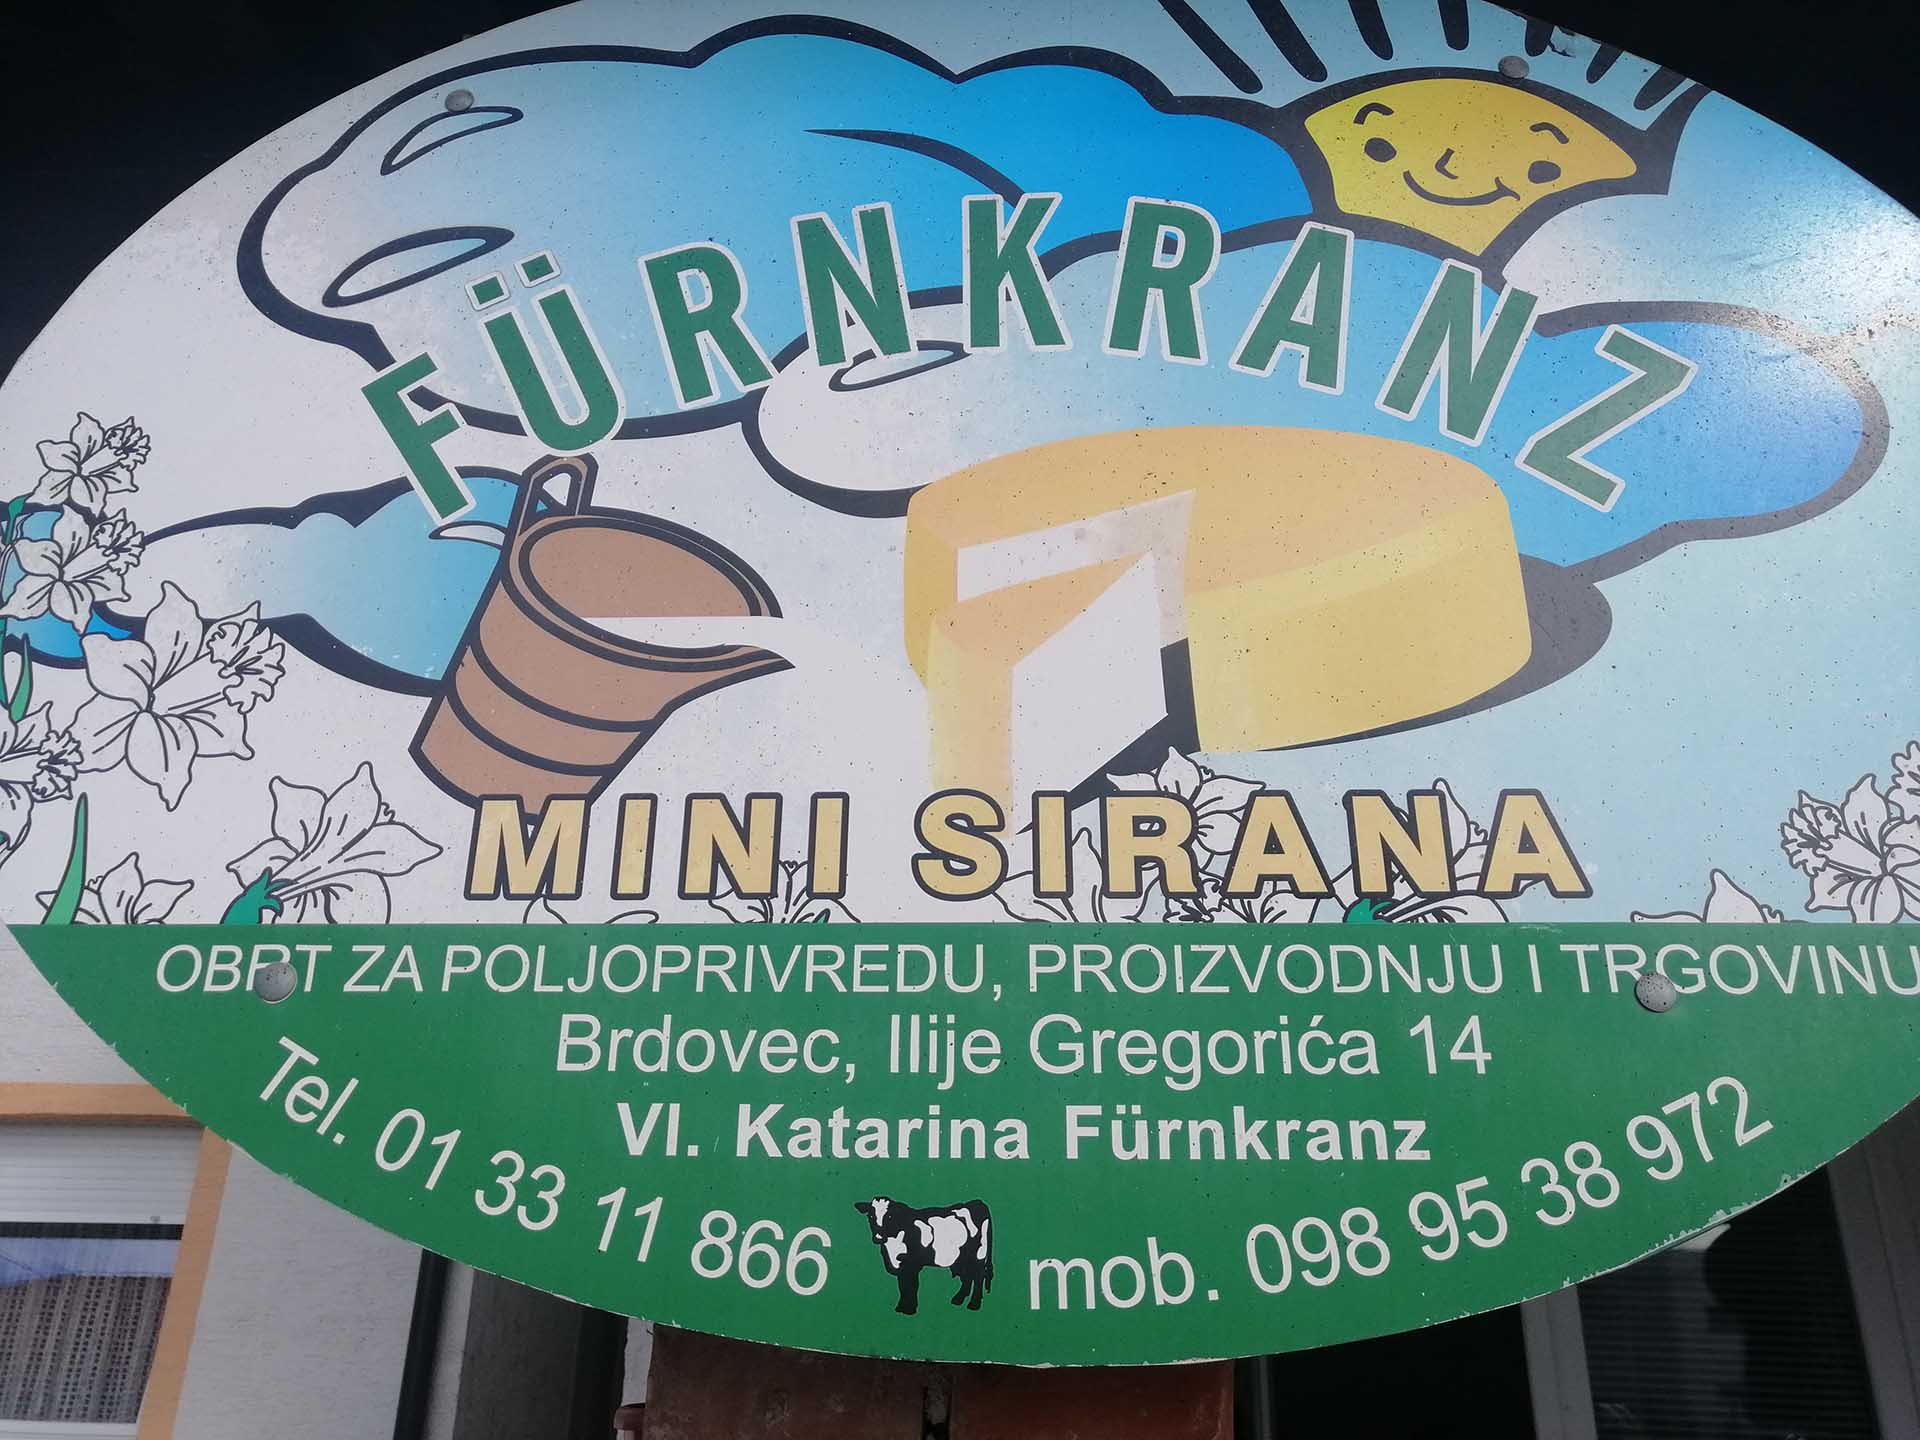 FÜRNKRANZ
MINI SIRANA
OBRT ZA POLJOPRIVREDU, PROIZVODNJU I TRGOVINU
Brdovec, Ilije Gregorića 14
Vl. Katarina Fürnkranz
Tel. 01 33 11 866 mob. 098 95 38 972